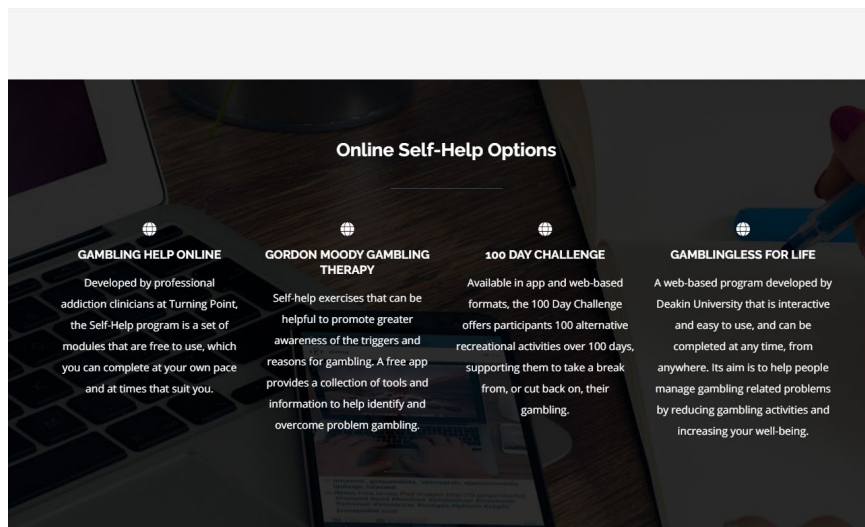 Online Self-Help Options
GAMBLING HELP ONLINE
Developed by professional
addiction clinicians at Turning Point,
the Self-Help program is a set of
modules that are free to use, which
you can complete at your own pace
and at times that suit you.
GORDON MOODY GAMBLING
THERAPY
Self-help exercises that can be
helpful to promote greater
awareness of the triggers and
reasons for gambling. A free app
provides a collection of tools and
information to help identify and
overcome problem gambling.
100 DAY CHALLENGE
Available in app and web-based
formats, the 100 Day Challenge
offers participants 100 alternative
recreational activities over 100 days,
supporting them to take a break
from, or cut back on, their
gambling.
GAMBLINGLESS FOR LIFE
A web-based program developed by
Deakin University that is interactive
and easy to use, and can be
completed at any time, from
anywhere. Its aim is to help people
manage gambling related problems
by reducing gambling activities and
increasing your well-being.